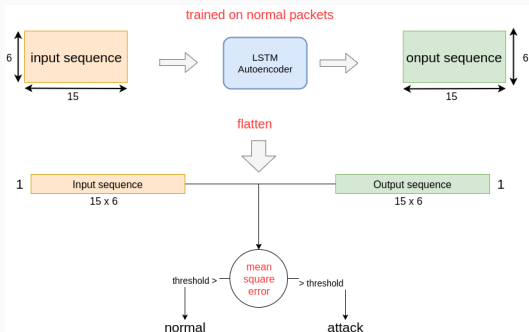 trained on normal packets
6
input sequence
15
LSTM
Autoencoder
onput sequence
6
15
flatten
1
Input sequence
15 x 6
Output sequence
1
15 x 6
mean
square
error
threshold >
> threshold
normal
attack